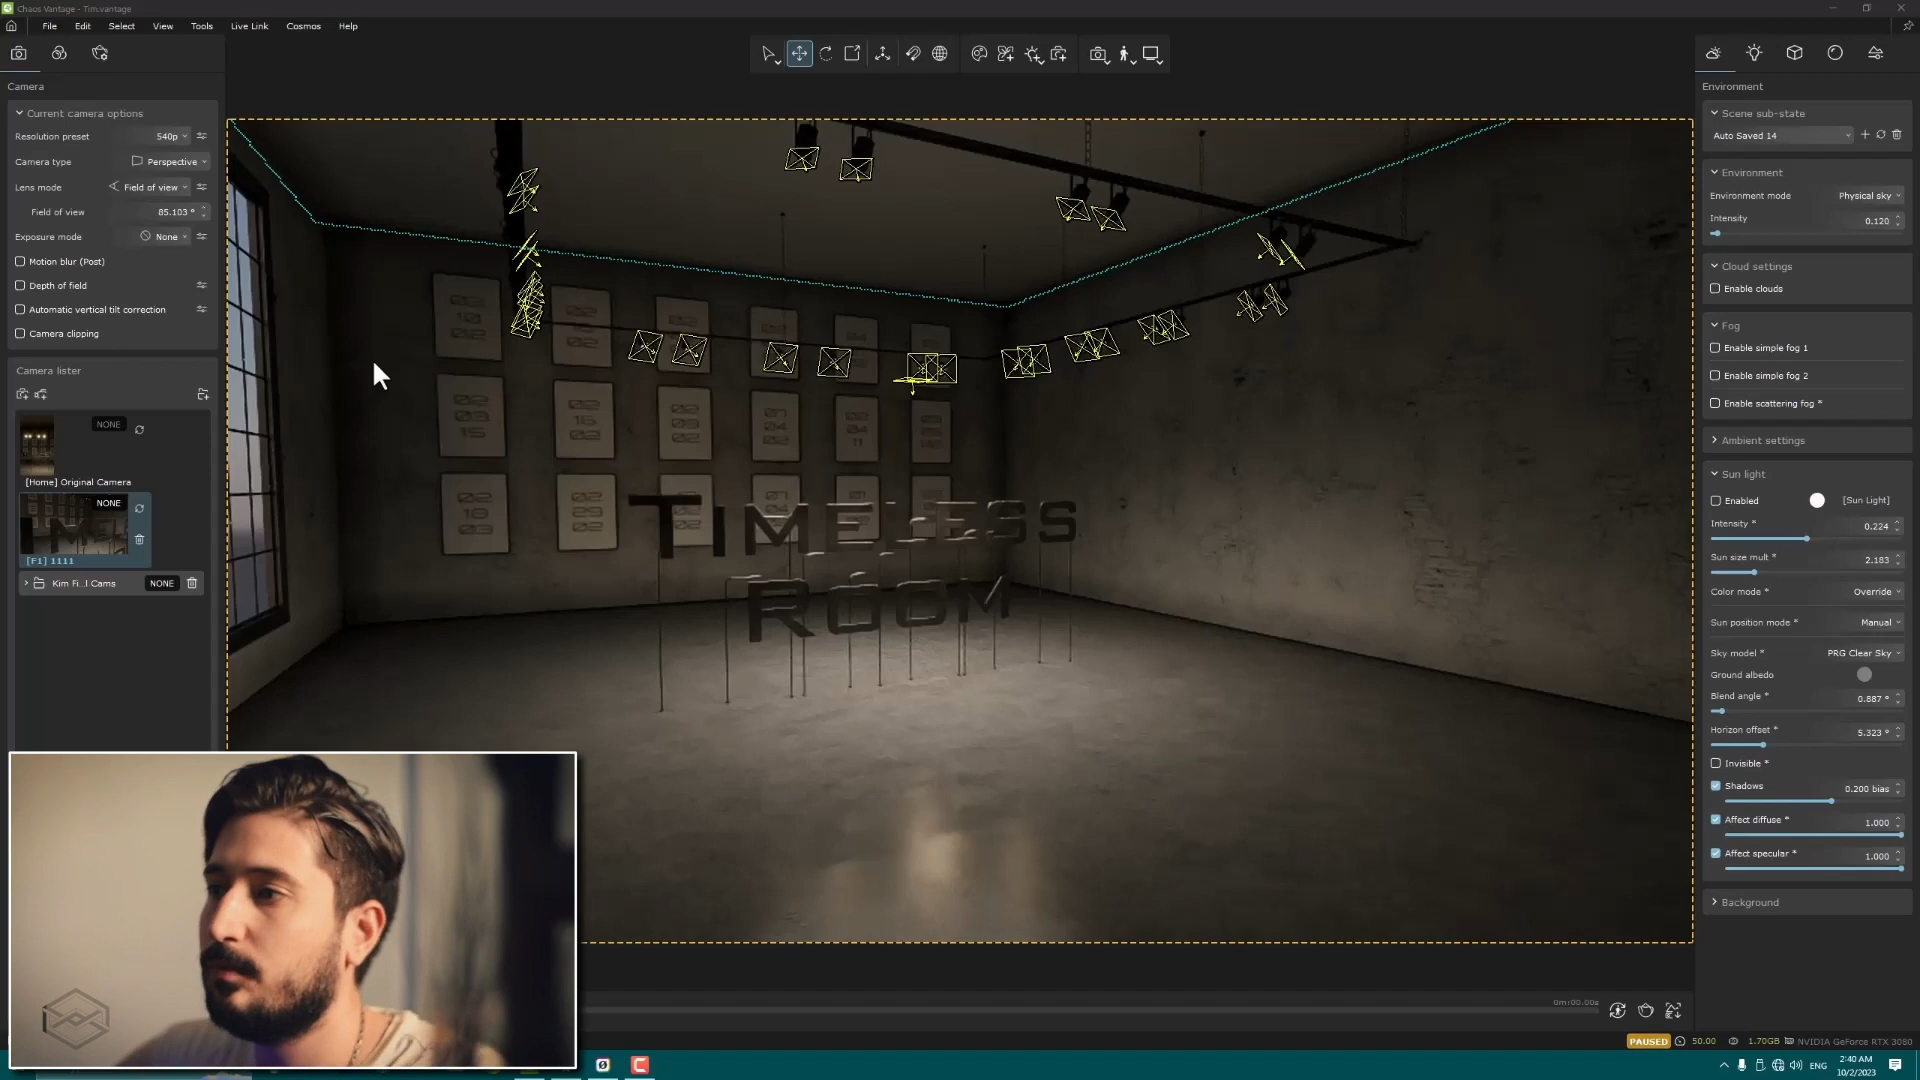 Chaos Vantage - Tim.vantage
File Edit Select View Tools Live Link Cosmos Help
Camera
Current camera options
Resolution preset 540p
Camera type Perspective
Lens mode Field of view
Field of view 85.103 °
Exposure mode None
Motion blur (Post)
Depth of field
Automatic vertical tilt correction
Camera clipping
Camera lister
NONE
[Home] Original Camera
NONE
[F1] 1111
Kim Fi...l Cams NONE
TIMELESS
ROOM
Environment
Scene sub-state
Auto Saved 14
Environment
Environment mode Physical sky
Intensity 0.120
Cloud settings
Enable clouds
Fog
Enable simple fog 1
Enable simple fog 2
Enable scattering fog *
Ambient settings
Sun light
Enabled [Sun Light]
Intensity * 0.224
Sun size mult * 2.183
Color mode * Override
Sun position mode * Manual
Sky model * PRG Clear Sky
Ground albedo
Blend angle * 0.887 °
Horizon offset * 5.323 °
Invisible *
Shadows 0.200 bias
Affect diffuse * 1.000
Affect specular * 1.000
Background
0m:00.00s
PAUSED 50.00 1.70GB NVIDIA GeForce RTX 3080
ENG
2:40 AM
10/2/2023